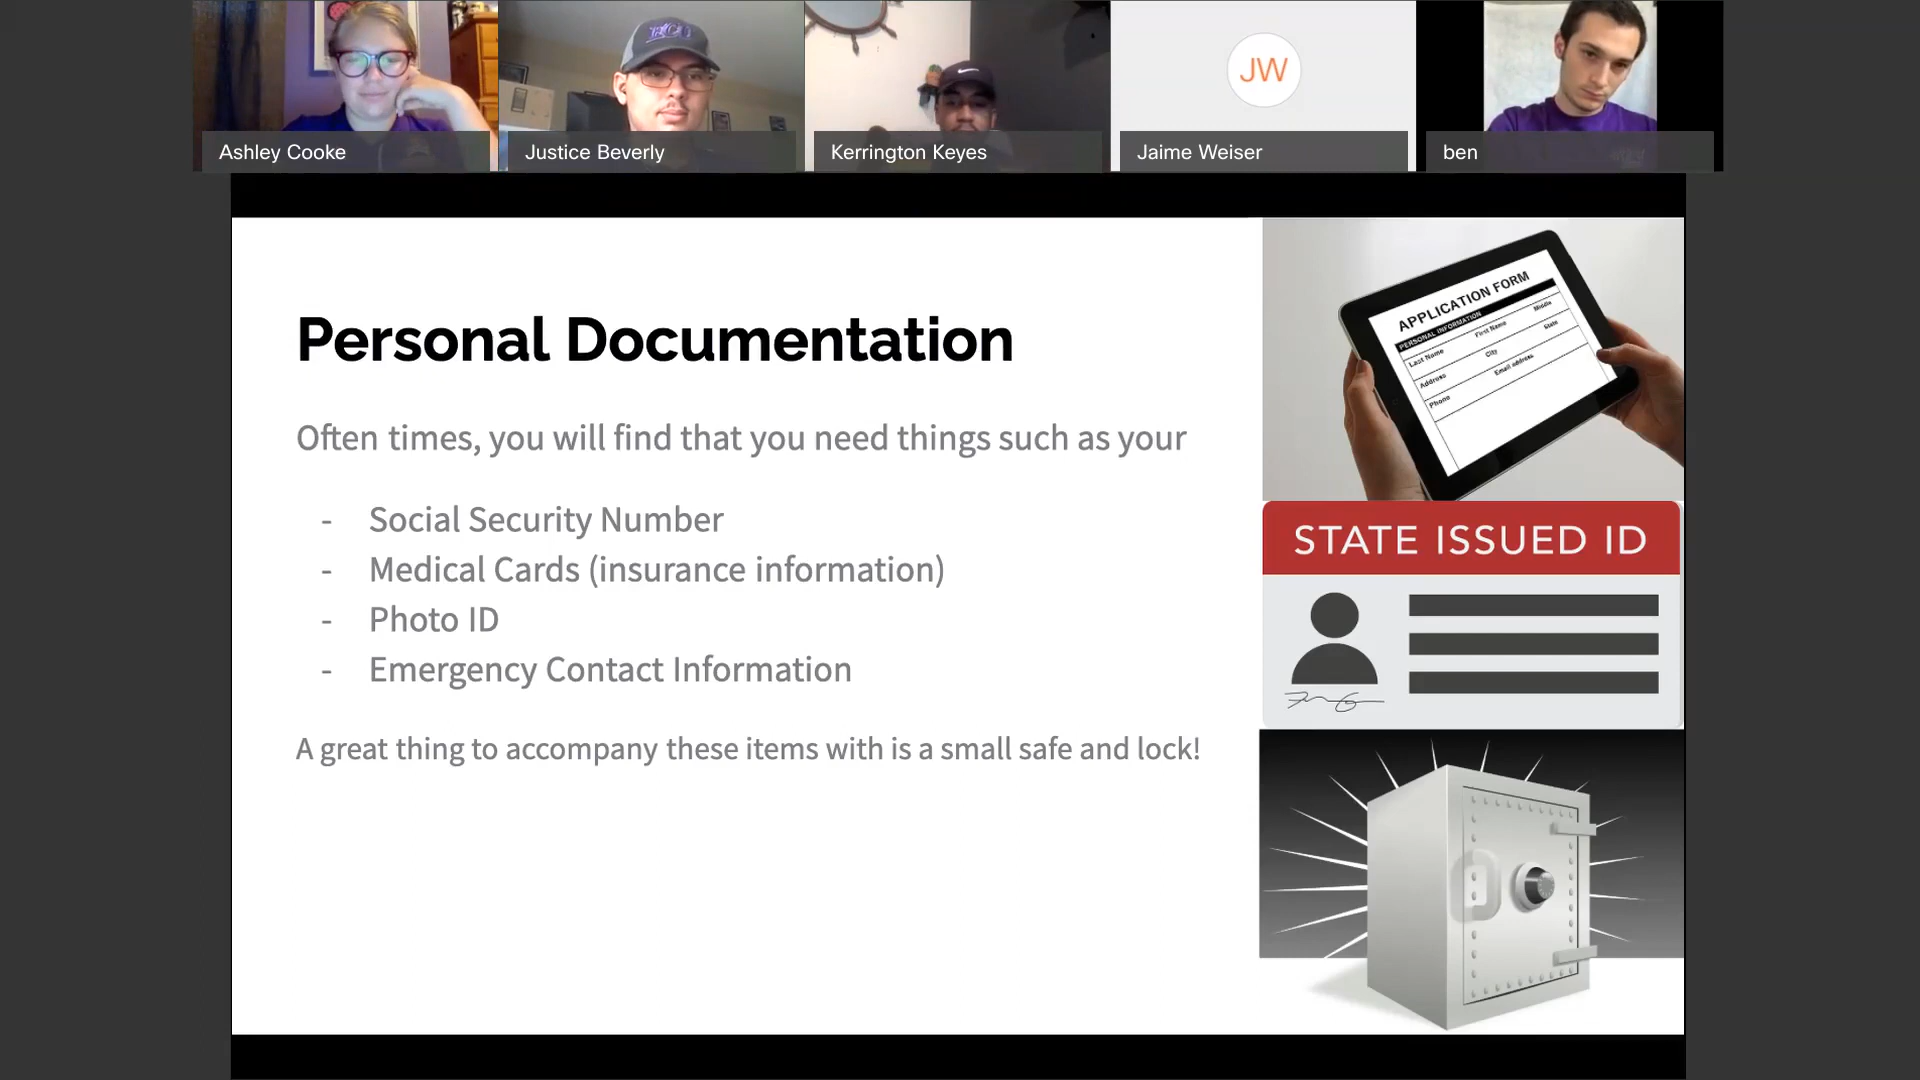 Ashley Cooke
Justice Beverly
Kerrington Keyes
JW
Jaime Weiser
ben
Personal Documentation
Often times, you will find that you need things such as your
- Social Security Number
- Medical Cards (insurance information)
- Photo ID
- Emergency Contact Information
A great thing to accompany these items with is a small safe and lock!
APPLICATION FORM
PERSONAL INFORMATION
Last Name First Name Middle
Address City State
Phone Email address
STATE ISSUED ID